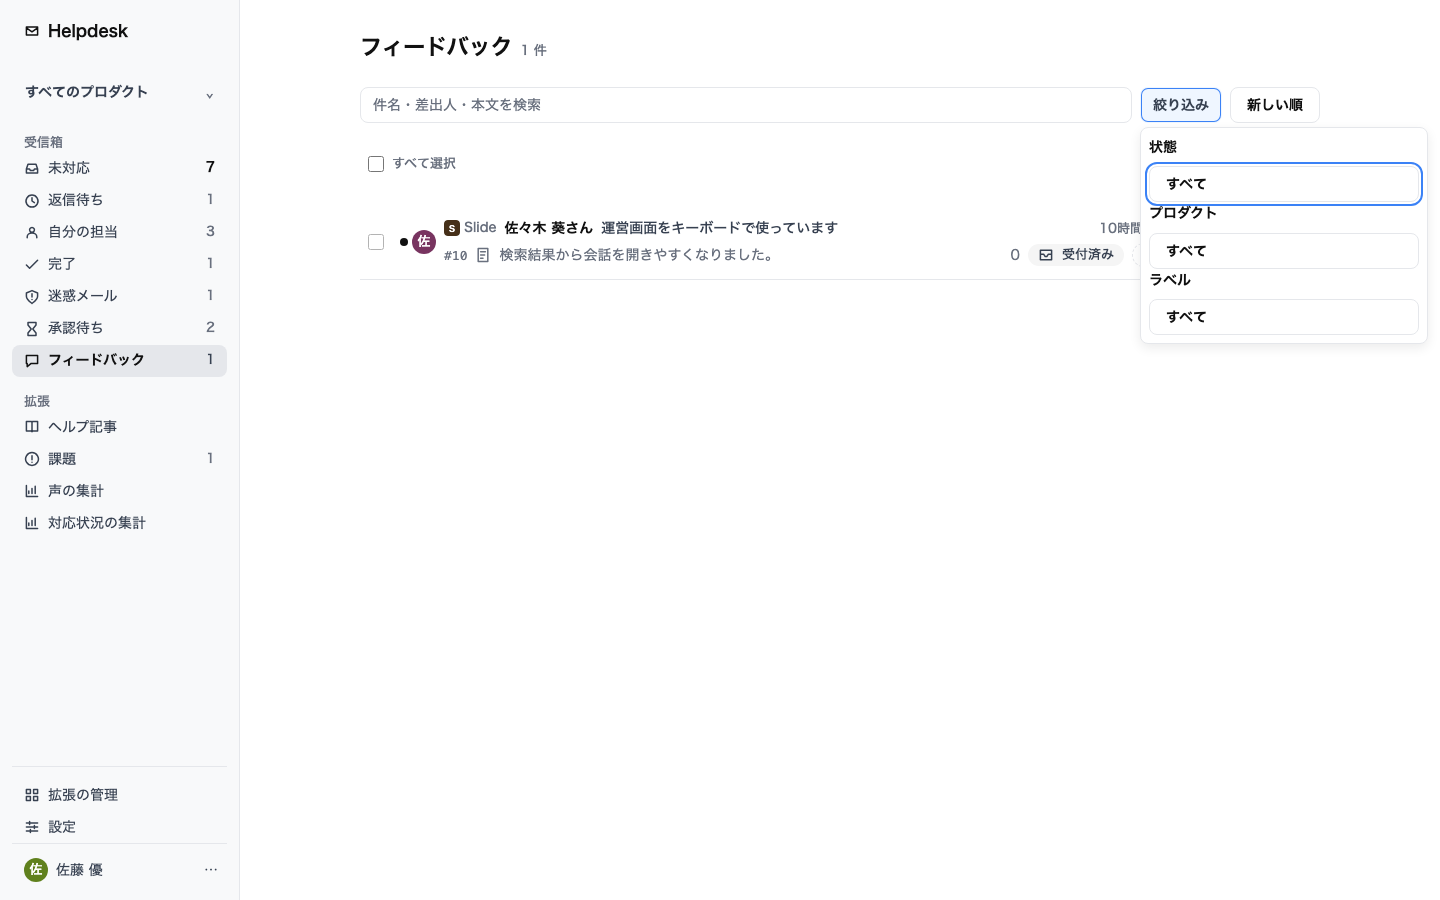 Helpdesk
すべてのプロダクト
受信箱
未対応 7
返信待ち 1
自分の担当 3
完了 1
迷惑メール 1
承認待ち 2
フィードバック 1
拡張
ヘルプ記事
課題 1
声の集計
対応状況の集計
拡張の管理
設定
佐 佐藤 優 …
フィードバック 1 件
件名・差出人・本文を検索 絞り込み 新しい順
すべて選択
佐 S Slide 佐々木 葵さん 運営画面をキーボードで使っています 10時間
#10 検索結果から会話を開きやすくなりました。 0 受付済み
状態
すべて
プロダクト
すべて
ラベル
すべて